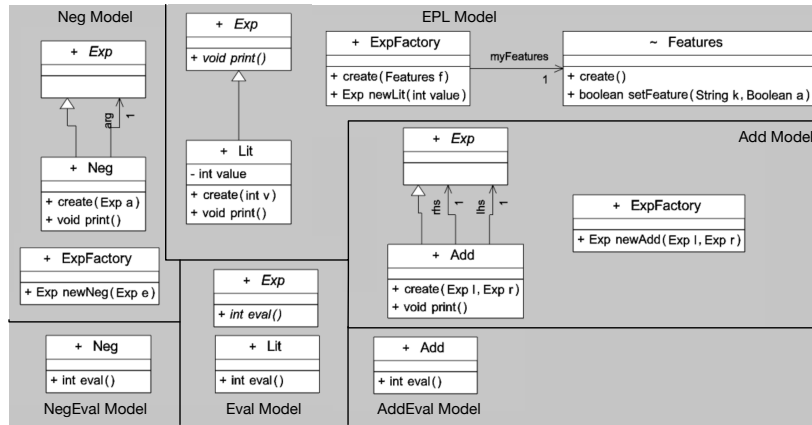 Neg Model
+ Exp
+ Neg
+ create(Exp a)
+ void print()
arg
1
+ ExpFactory
+ Exp newNeg(Exp e)
EPL Model
+ Exp
+ void print()
+ Lit
- int value
+ create(int v)
+ void print()
+ ExpFactory
+ create(Features f)
+ Exp newLit(int value)
myFeatures
1
~ Features
+ create()
+ boolean setFeature(String k, Boolean a)
Add Model
+ Exp
rhs
1
lhs
1
+ Add
+ create(Exp l, Exp r)
+ void print()
+ ExpFactory
+ Exp newAdd(Exp l, Exp r)
+ Neg
+ int eval()
NegEval Model
+ Exp
+ int eval()
+ Lit
+ int eval()
Eval Model
+ Add
+ int eval()
AddEval Model